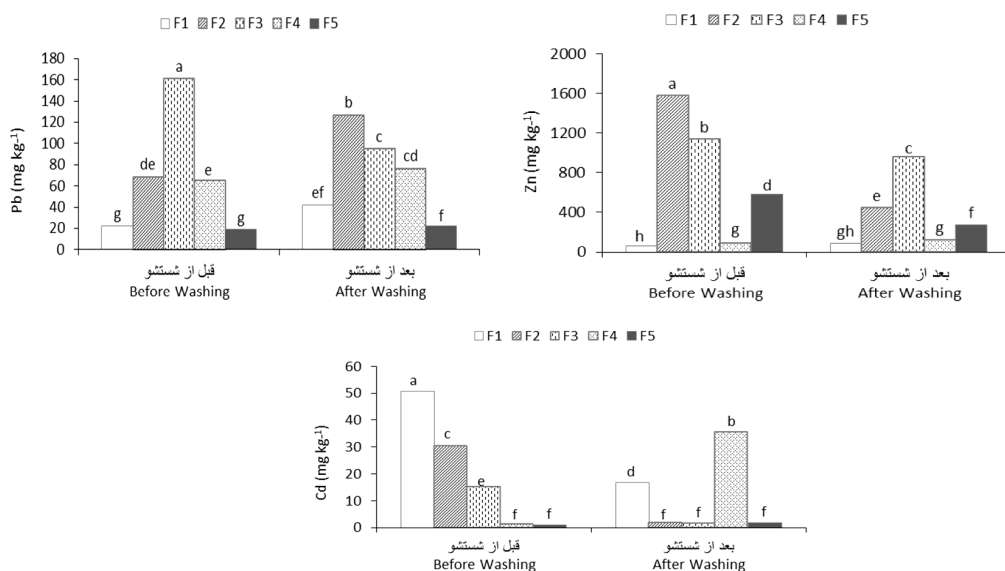 F1 F2 F3 F4 F5
Pb (mg kg⁻¹)
180
160
140
120
100
80
60
40
20
0
g de a e g
ef b c cd f
قبل از شستشو
Before Washing
بعد از شستشو
After Washing
F1 F2 F3 F4 F5
Zn (mg kg⁻¹)
2000
1600
1200
800
400
0
h a b g d
gh e c g f
قبل از شستشو
Before Washing
بعد از شستشو
After Washing
F1 F2 F3 F4 F5
Cd (mg kg⁻¹)
60
50
40
30
20
10
0
a c e f f
d f f b f
قبل از شستشو
Before Washing
بعد از شستشو
After Washing